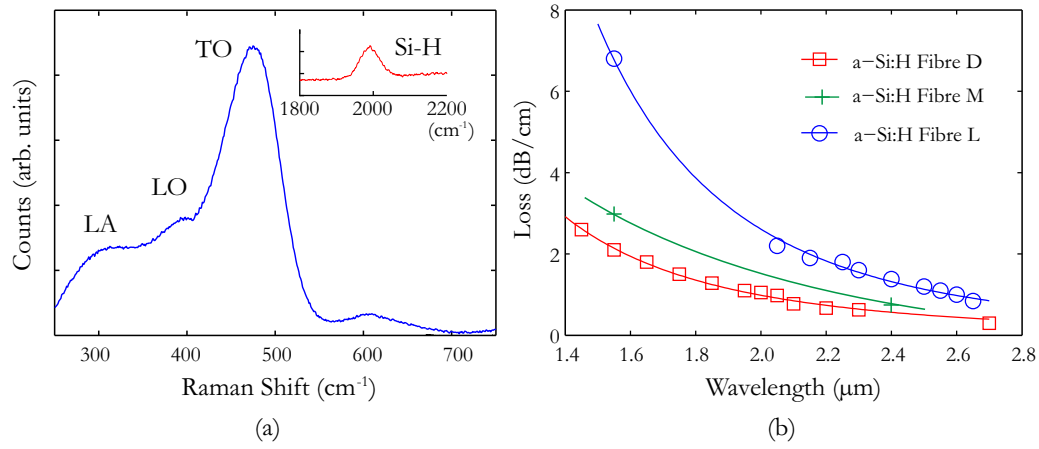 TO
LO
LA
Si-H
1800 2000 2200
(cm-1)
Counts (arb. units)
300 400 500 600 700
Raman Shift (cm-1)
(a)
8
6
4
2
0
Loss (dB/cm)
a−Si:H Fibre D
a−Si:H Fibre M
a−Si:H Fibre L
1.4 1.6 1.8 2.0 2.2 2.4 2.6 2.8
Wavelength (μm)
(b)